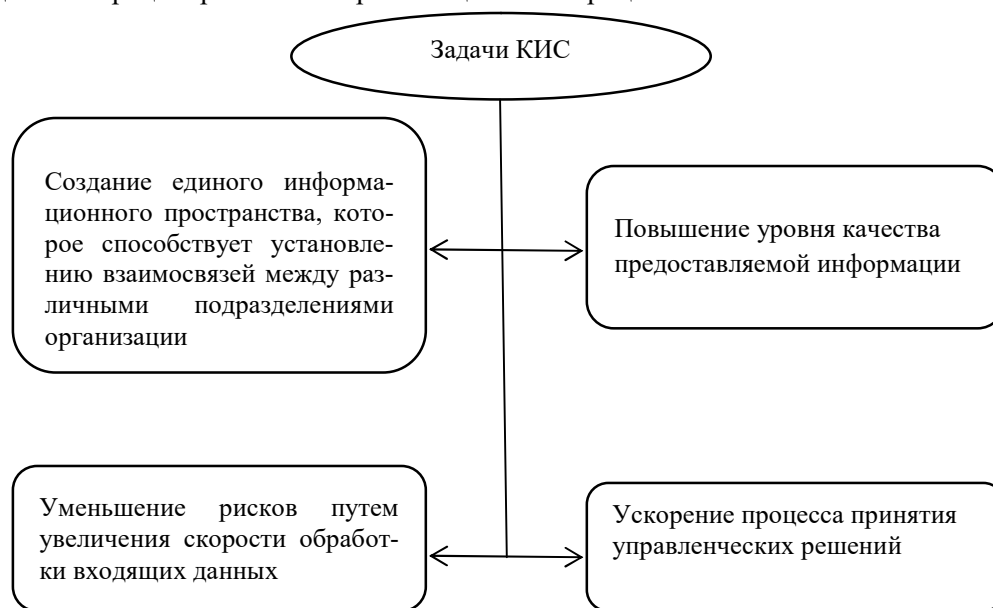 Задачи КИС
Создание единого информа-
ционного пространства, кото-
рое способствует установле-
нию взаимосвязей между раз-
личными подразделениями
организации
Повышение уровня качества
предоставляемой информации
Уменьшение рисков путем
увеличения скорости обработ-
ки входящих данных
Ускорение процесса принятия
управленческих решений